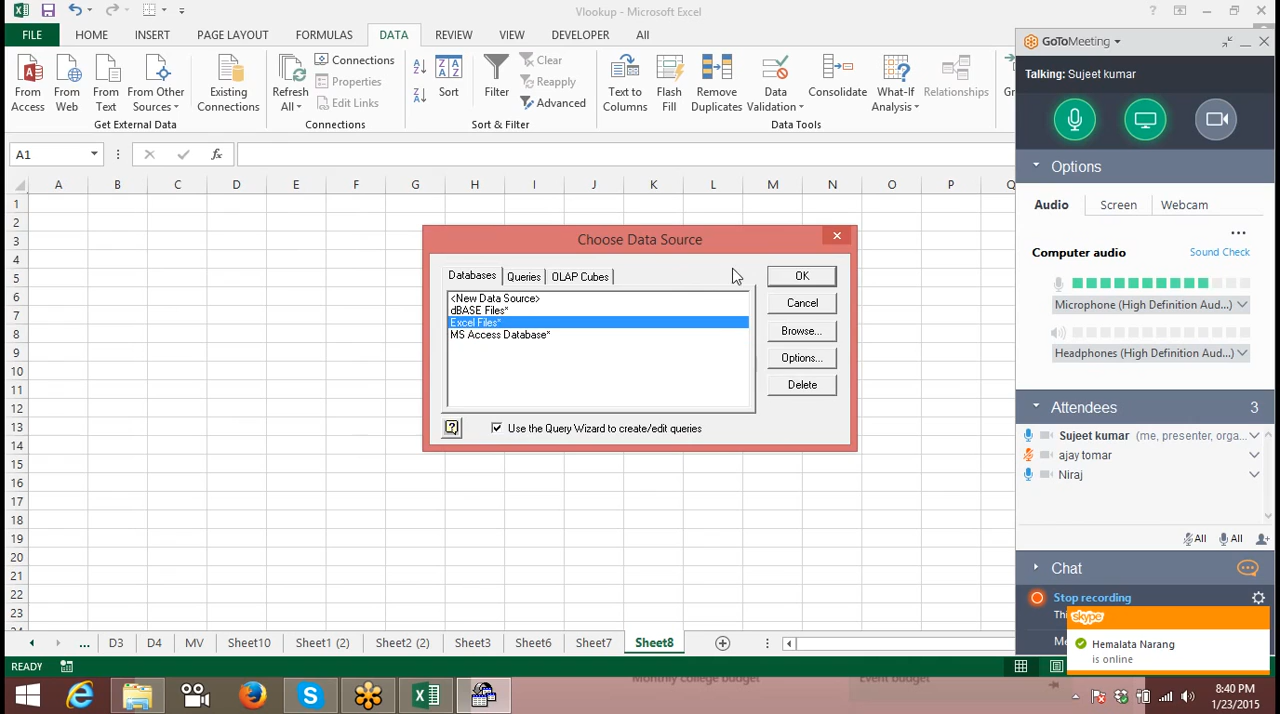 Vlookup - Microsoft Excel
FILE HOME INSERT PAGE LAYOUT FORMULAS DATA REVIEW VIEW DEVELOPER All
From Access
From Web
From Text
From Other Sources
Existing Connections
Get External Data
Refresh All
Connections
Properties
Edit Links
Connections
Sort
Filter
Clear
Reapply
Advanced
Sort & Filter
Text to Columns
Flash Fill
Remove Duplicates
Data Validation
Consolidate
What-If Analysis
Relationships
Data Tools
A1
fx
A B C D E F G H I J K L M N O P Q
1
2
3
4
5
6
7
8
9
10
11
12
13
14
15
16
17
18
19
20
21
22
23
Choose Data Source
Databases Queries OLAP Cubes
<New Data Source>
dBASE Files*
Excel Files*
MS Access Database*
OK
Cancel
Browse...
Options...
Delete
Use the Query Wizard to create/edit queries
... D3 D4 MV Sheet10 Sheet1 (2) Sheet2 (2) Sheet3 Sheet6 Sheet7 Sheet8
READY
Monthly college budget
Event budget
GoToMeeting
Talking: Sujeet kumar
Options
Audio Screen Webcam
Computer audio Sound Check
Microphone (High Definition Aud...)
Headphones (High Definition Aud...)
Attendees 3
Sujeet kumar (me, presenter, orga...
ajay tomar
Niraj
All All
Chat
Stop recording
skype
Hemalata Narang
is online
8:40 PM
1/23/2015